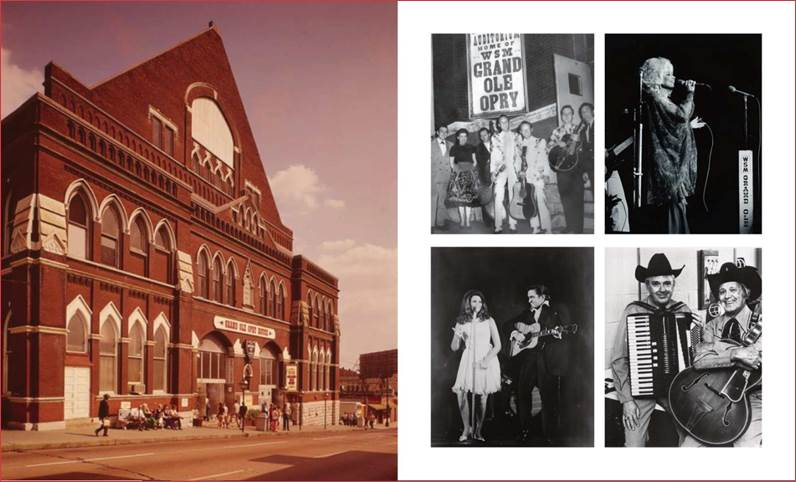 GRAND OLE OPRY HOUSE
AUDITORIUM
HOME OF
WSM
GRAND
OLE
OPRY
WSM GRAND OLE